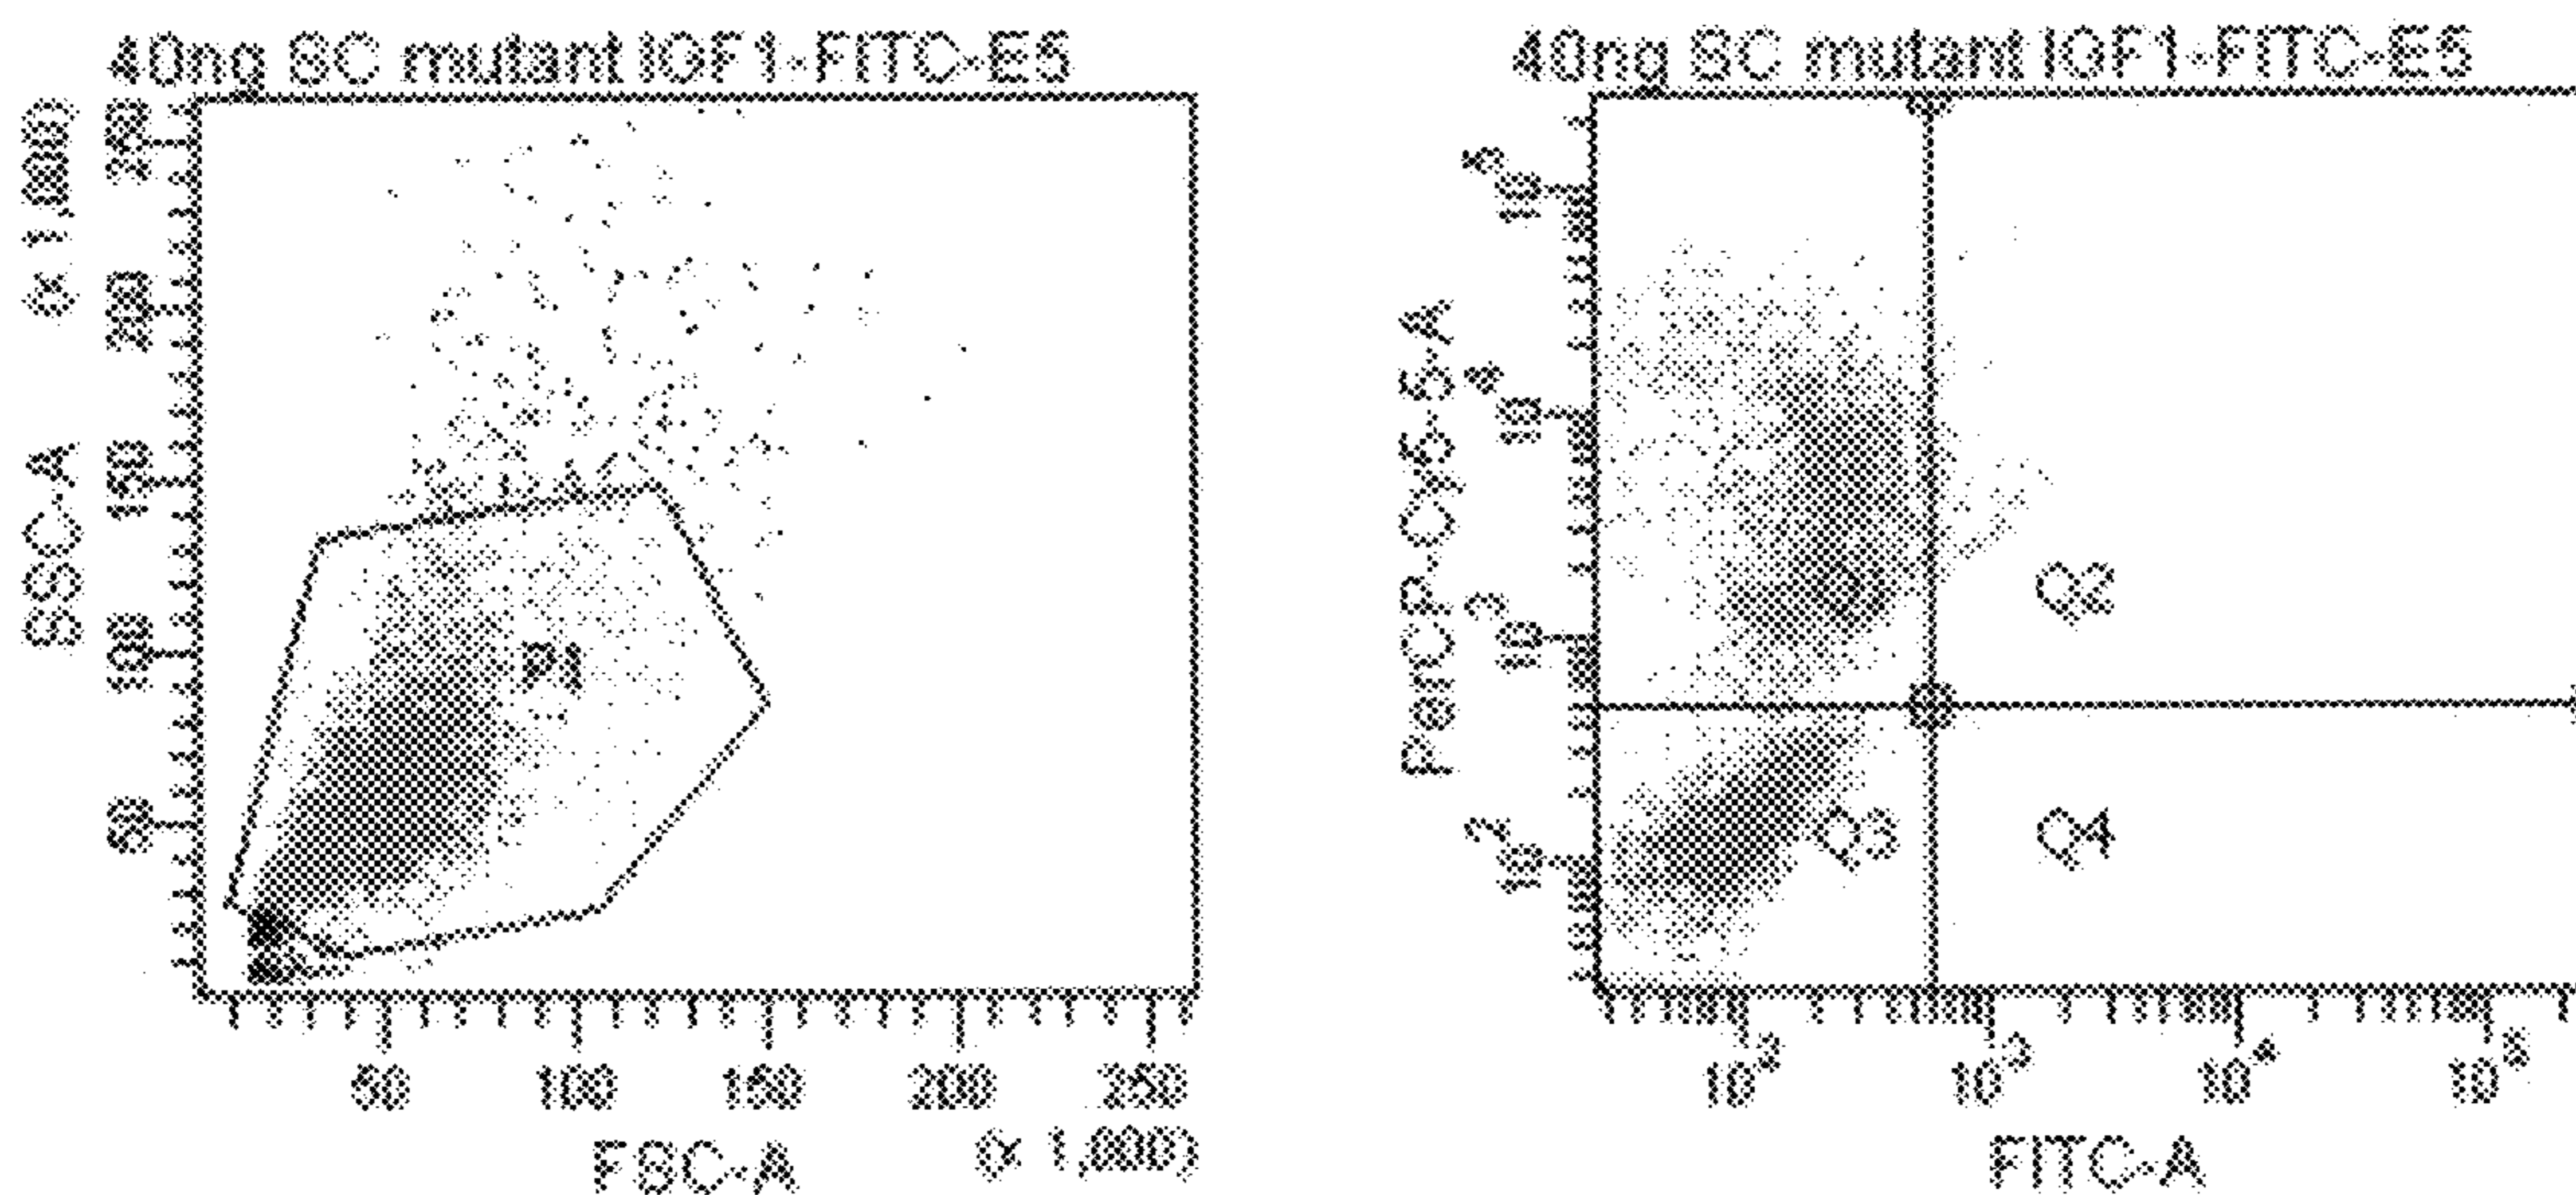 40ng SC mutant IGF1-FITC-E5
SSC-A
(x 1,000)
250
200
150
100
50
P1
50 100 150 200 250
FSC-A
(x 1,000)
40ng SC mutant IGF1-FITC-E5
PerCP-Cy5-5-A
10^5
10^4
10^3
10^2
Q2
Q3
Q4
10^2 10^3 10^4 10^5
FITC-A